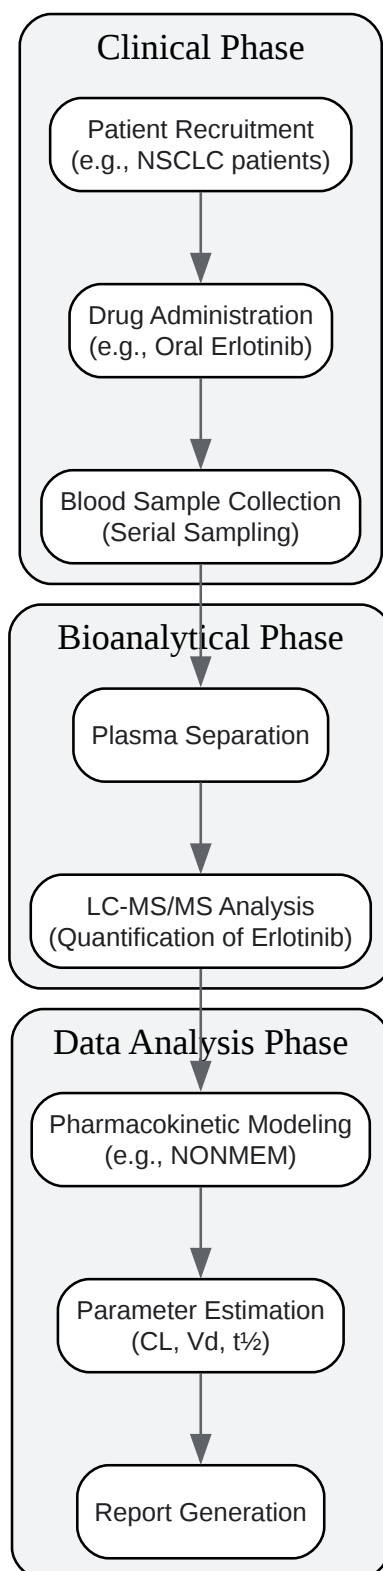 Clinical Phase
Patient Recruitment
(e.g., NSCLC patients)
Drug Administration
(e.g., Oral Erlotinib)
Blood Sample Collection
(Serial Sampling)
Bioanalytical Phase
Plasma Separation
LC-MS/MS Analysis
(Quantification of Erlotinib)
Data Analysis Phase
Pharmacokinetic Modeling
(e.g., NONMEM)
Parameter Estimation
(CL, Vd, t½)
Report Generation